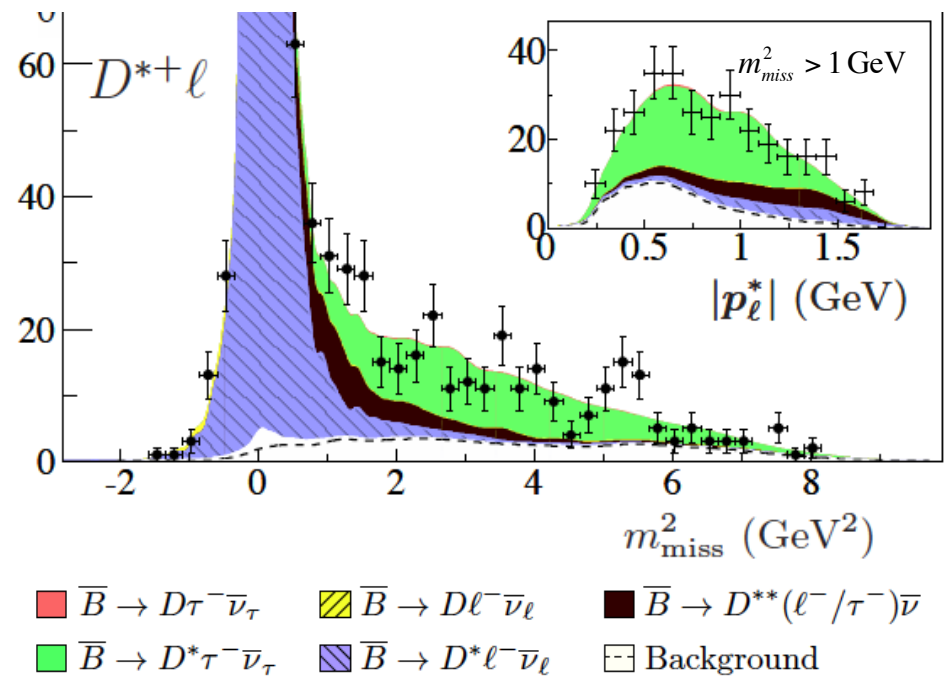 0
60
40
20
0
D*+ℓ
-2 0 2 4 6 8
m²miss (GeV²)
40
20
0
m²miss > 1 GeV
0 0.5 1 1.5
|p*ℓ| (GeV)
B̅ → Dτ⁻ν̅τ B̅ → Dℓ⁻ν̅ℓ B̅ → D**(ℓ⁻/τ⁻)ν̅
B̅ → D*τ⁻ν̅τ B̅ → D*ℓ⁻ν̅ℓ Background